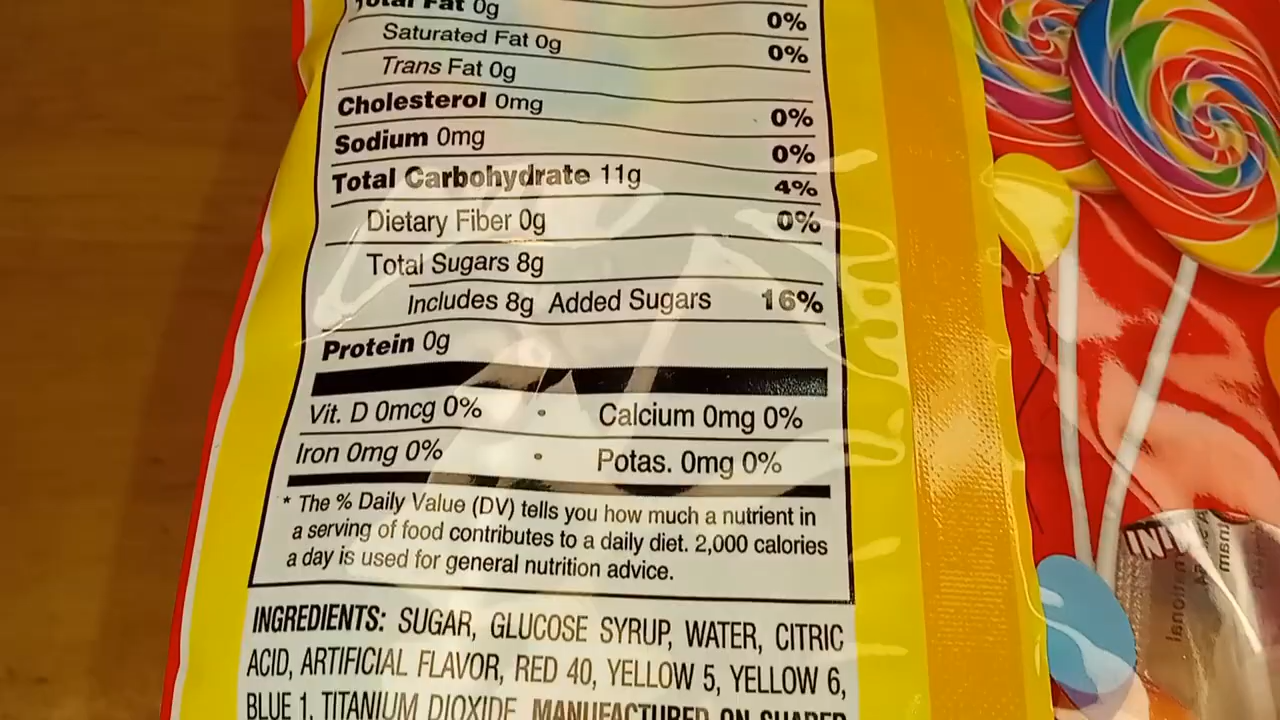 Total Fat 0g 0%
Saturated Fat 0g 0%
Trans Fat 0g
Cholesterol 0mg 0%
Sodium 0mg 0%
Total Carbohydrate 11g 4%
Dietary Fiber 0g 0%
Total Sugars 8g
Includes 8g Added Sugars 16%
Protein 0g
Vit. D 0mcg 0% • Calcium 0mg 0%
Iron 0mg 0% • Potas. 0mg 0%
* The % Daily Value (DV) tells you how much a nutrient in
a serving of food contributes to a daily diet. 2,000 calories
a day is used for general nutrition advice.
INGREDIENTS: SUGAR, GLUCOSE SYRUP, WATER, CITRIC
ACID, ARTIFICIAL FLAVOR, RED 40, YELLOW 5, YELLOW 6,
BLUE 1, TITANIUM DIOXIDE. MANUFACTURED ON SHARED